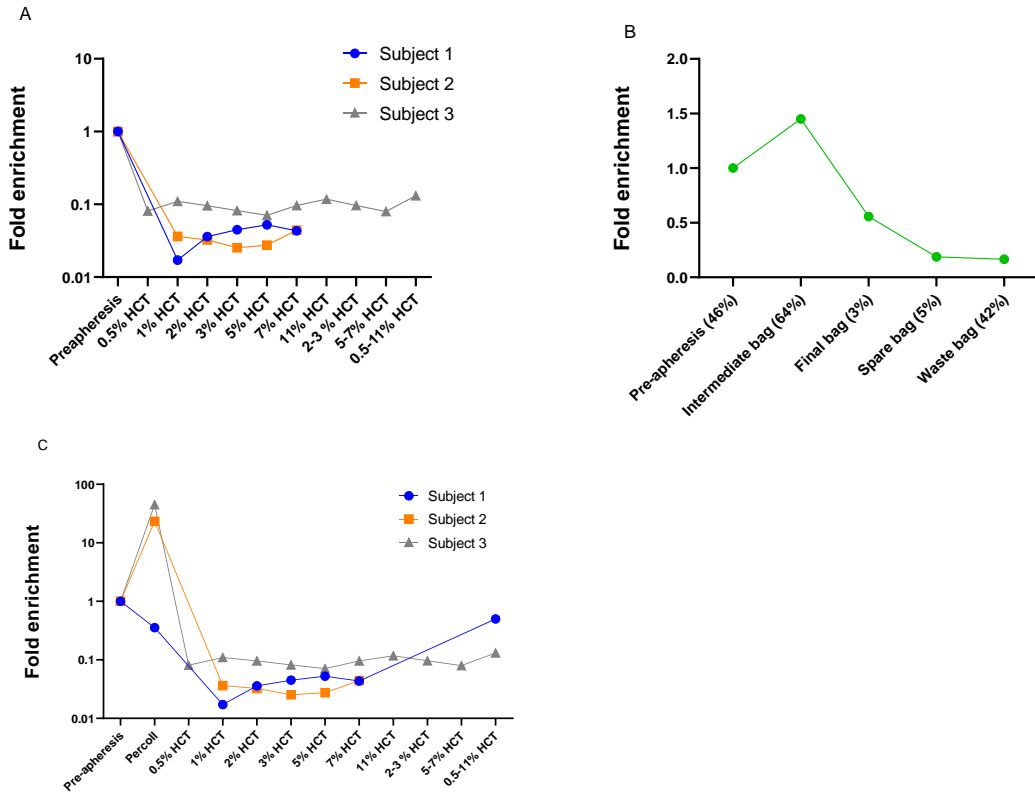 A
Fold enrichment
10
1
0.1
0.01
Subject 1
Subject 2
Subject 3
Preapheresis
0.5% HCT
1% HCT
2% HCT
3% HCT
5% HCT
7% HCT
11% HCT
2-3 % HCT
5-7% HCT
0.5-11% HCT
B
Fold enrichment
2.0
1.5
1.0
0.5
0.0
Pre-apheresis (46%)
Intermediate bag (64%)
Final bag (3%)
Spare bag (5%)
Waste bag (42%)
C
Fold enrichment
100
10
1
0.1
0.01
Subject 1
Subject 2
Subject 3
Pre-apheresis
Percoll
0.5% HCT
1% HCT
2% HCT
3% HCT
5% HCT
7% HCT
11% HCT
2-3 % HCT
5-7% HCT
0.5-11% HCT